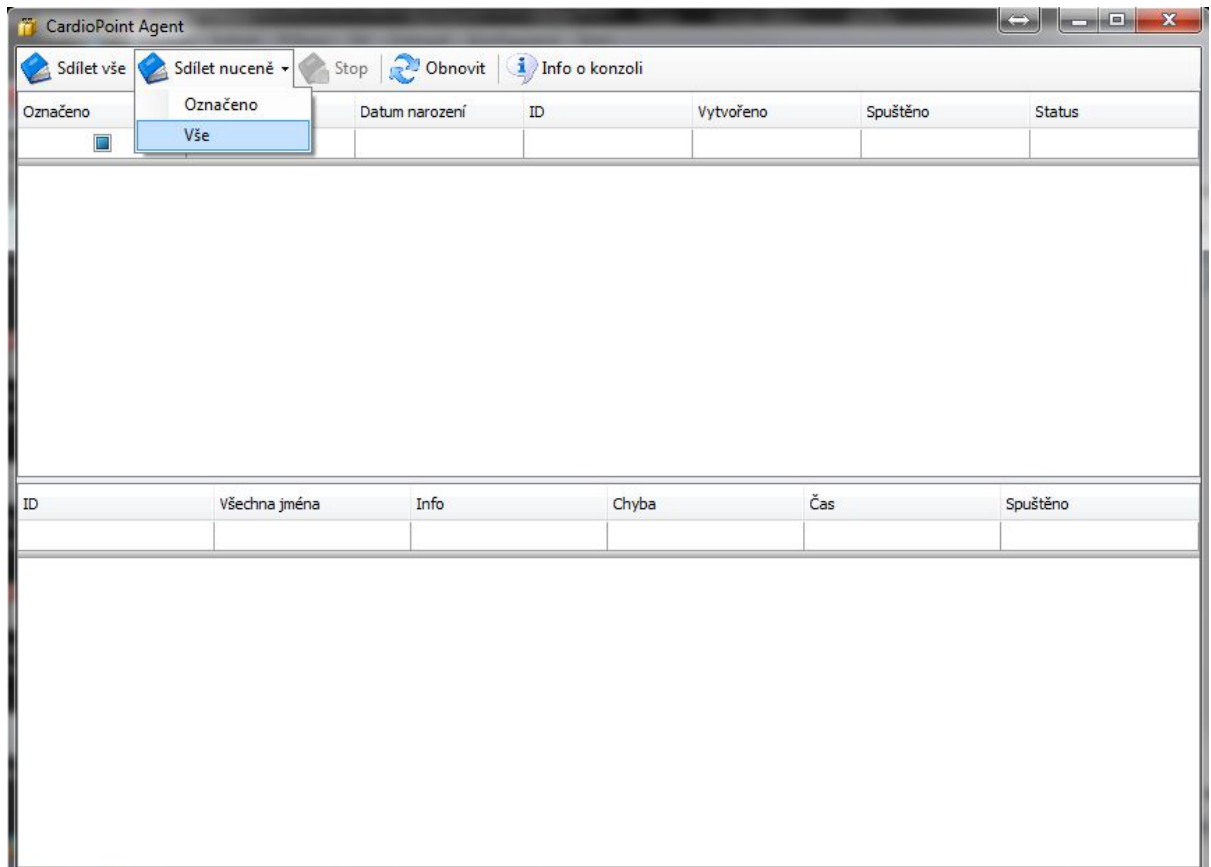 CardioPoint Agent
Sdílet vše Sdílet nuceně Stop Obnovit Info o konzoli
Označeno Datum narození ID Vytvořeno Spuštěno Status
Označeno
Vše
ID Všechna jména Info Chyba Čas Spuštěno